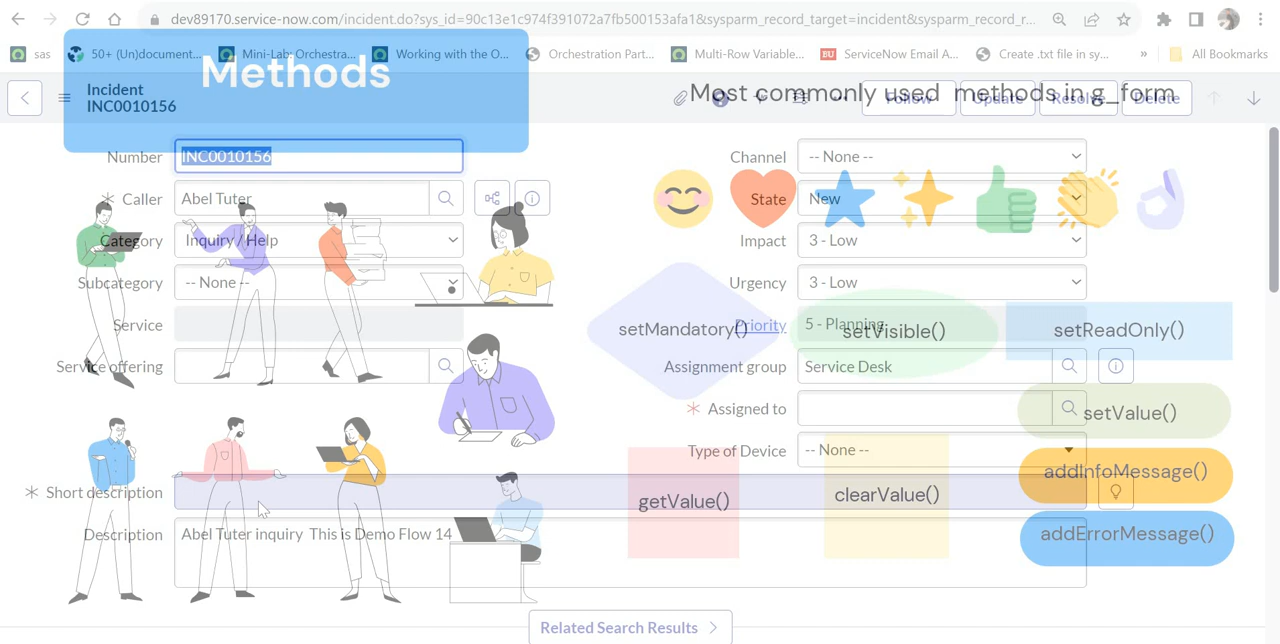 dev89170.service-now.com/incident.do?sys_id=90c13e1c974f391072a7fb500153afa1&sysparm_record_target=incident&sysparm_record_r...
sas
50+ (Un)document...
Mini-Lab: Orchestra...
Working with the O...
Orchestration Part...
Multi-Row Variable...
BU ServiceNow Email A...
Create .txt file in sy...
»
All Bookmarks
Methods
Incident
INC0010156
Most commonly used methods in g_form
Follow
Update
Resolve
Delete
Number INC0010156
Channel -- None --
* Caller Abel Tuter
State New
Category Inquiry / Help
Impact 3 - Low
Subcategory -- None --
Urgency 3 - Low
Service
Priority 5 - Planning
setMandatory()
setVisible()
setReadOnly()
Service offering
Assignment group Service Desk
* Assigned to
setValue()
Type of Device -- None --
addInfoMessage()
* Short description
getValue()
clearValue()
Description Abel Tuter inquiry This is Demo Flow 14
addErrorMessage()
Related Search Results